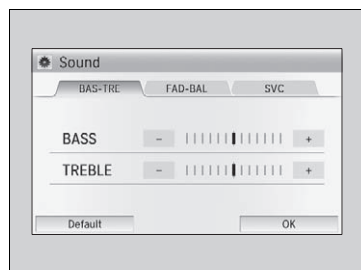 Sound
BAS-TRE FAD-BAL SVC
BASS - +
TREBLE - +
Default OK